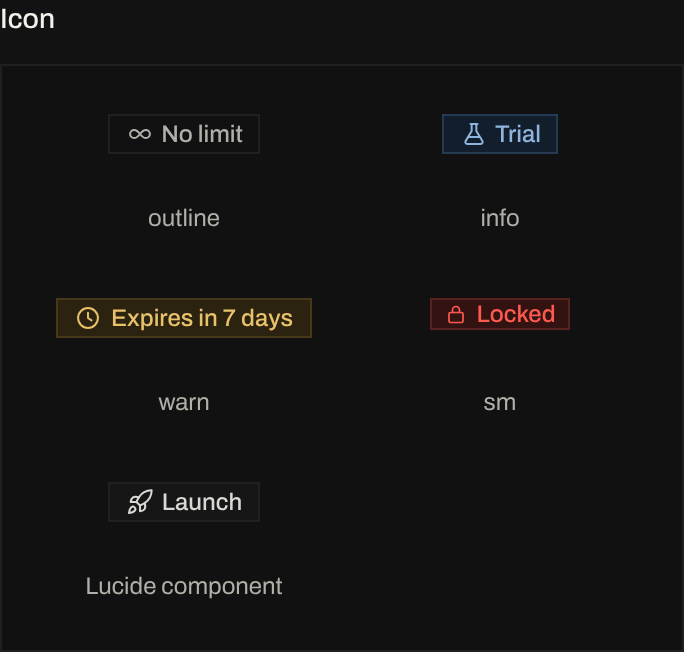 Icon
No limit
Trial
outline
info
Expires in 7 days
Locked
warn
sm
Launch
Lucide component